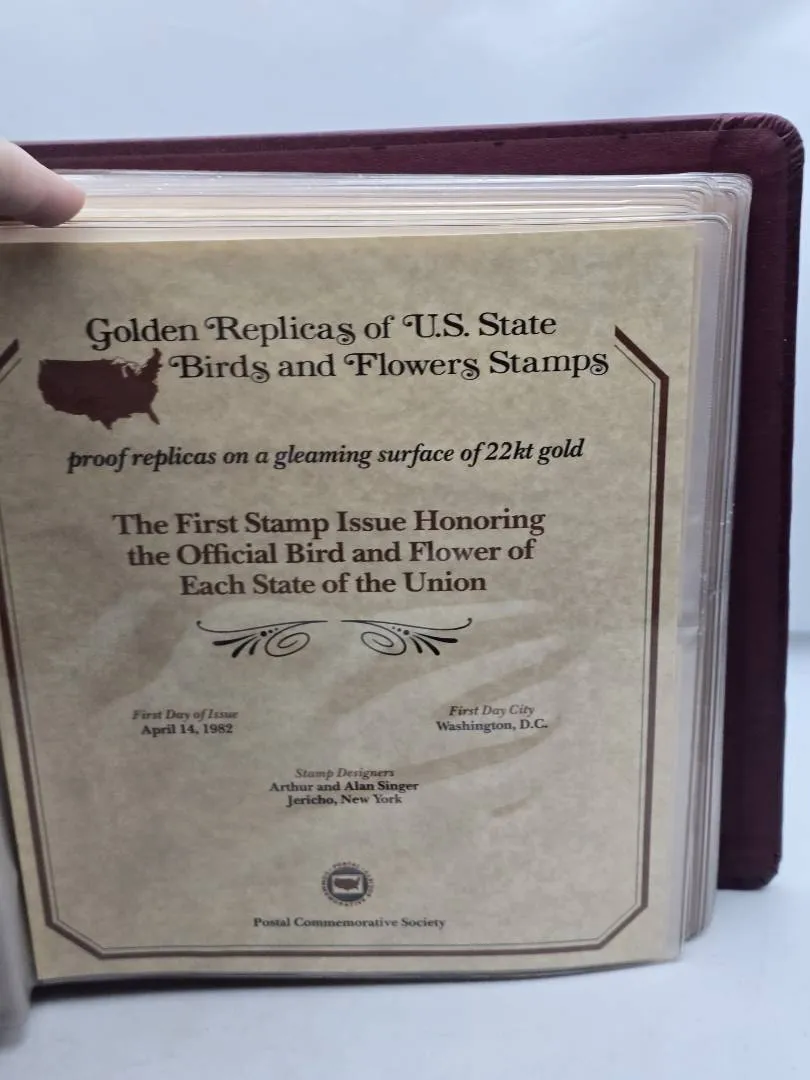 Golden Replicas of U.S. State
Birds and Flowers Stamps
proof replicas on a gleaming surface of 22kt gold
The First Stamp Issue Honoring
the Official Bird and Flower of
Each State of the Union
First Day of Issue
April 14, 1982
First Day City
Washington, D.C.
Stamp Designers
Arthur and Alan Singer
Jericho, New York
Postal Commemorative Society